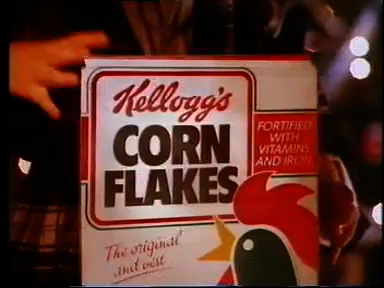 Kellogg's
CORN
FLAKES
FORTIFIED
WITH
VITAMINS
AND IRON
The original
and best